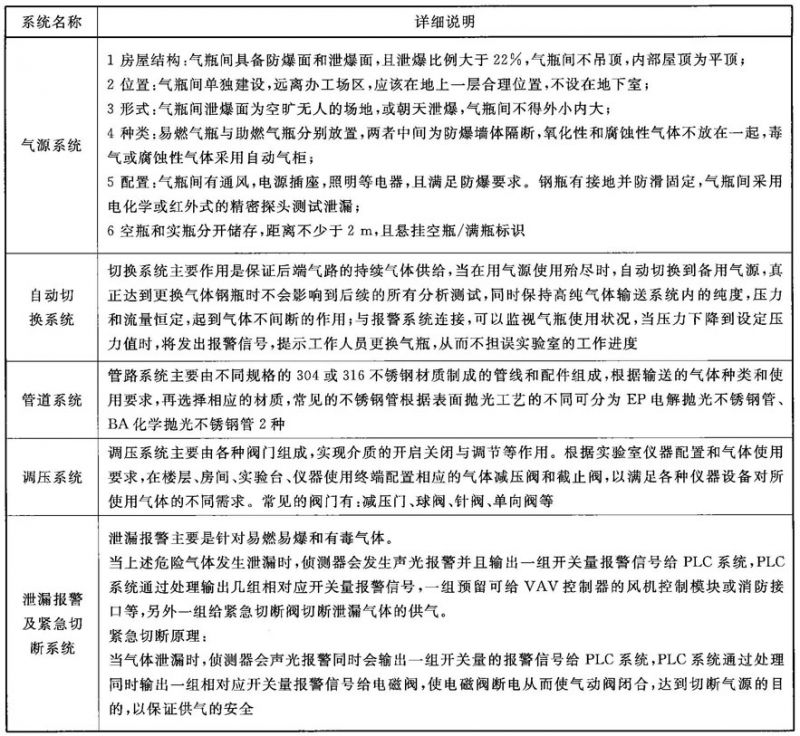 系统名称
详细说明
气源系统
1 房屋结构:气瓶间具备防爆面和泄爆面,且泄爆比例大于22%,气瓶间不吊顶,内部屋顶为平顶;
2 位置:气瓶间单独建设,远离办工场区,应该在地上一层合理位置,不设在地下室;
3 形式:气瓶间泄爆面为空旷无人的场地,或朝天泄爆,气瓶间不得外小内大;
4 种类:易燃气瓶与助燃气瓶分别放置,两者中间为防爆墙体隔断,氧化性和腐蚀性气体不放在一起,毒
气或腐蚀性气体采用自动气柜;
5 配置:气瓶间有通风,电源插座,照明等电器,且满足防爆要求。钢瓶有接地并防滑固定,气瓶间采用
电化学或红外式的精密探头测试泄漏;
6 空瓶和实瓶分开储存,距离不少于2 m,且悬挂空瓶/满瓶标识
自动切
换系统
切换系统主要作用是保证后端气路的持续气体供给,当在用气源使用殆尽时,自动切换到备用气源,真
正达到更换气体钢瓶时不会影响到后续的所有分析测试,同时保持高纯气体输送系统内的纯度,压力
和流量恒定,起到气体不间断的作用;与报警系统连接,可以监视气瓶使用状况,当压力下降到设定压
力值时,将发出报警信号,提示工作人员更换气瓶,从而不担误实验室的工作进度
管道系统
管路系统主要由不同规格的304或316不锈钢材质制成的管线和配件组成,根据输送的气体种类和使
用要求,再选择相应的材质,常见的不锈钢管根据表面抛光工艺的不同可分为EP电解抛光不锈钢管、
BA化学抛光不锈钢管2种
调压系统
调压系统主要由各种阀门组成,实现介质的开启关闭与调节等作用。根据实验室仪器配置和气体使用
要求,在楼层、房间、实验台、仪器使用终端配置相应的气体减压阀和截止阀,以满足各种仪器设备对所
使用气体的不同需求。常见的阀门有:减压门、球阀、针阀、单向阀等
泄漏报警
及紧急切
断系统
泄漏报警主要是针对易燃易爆和有毒气体。
当上述危险气体发生泄漏时,侦测器会发生声光报警并且输出一组开关量报警信号给PLC系统,PLC
系统通过处理输出几组相对应开关量报警信号,一组预留可给VAV控制器的风机控制模块或消防接
口等,另外一组给紧急切断阀切断泄漏气体的供气。
紧急切断原理:
当气体泄漏时,侦测器会声光报警同时会输出一组开关量的报警信号给PLC系统,PLC系统通过处理
同时输出一组相对应开关量报警信号给电磁阀,使电磁阀断电从而使气动阀闭合,达到切断气源的目
的,以保证供气的安全